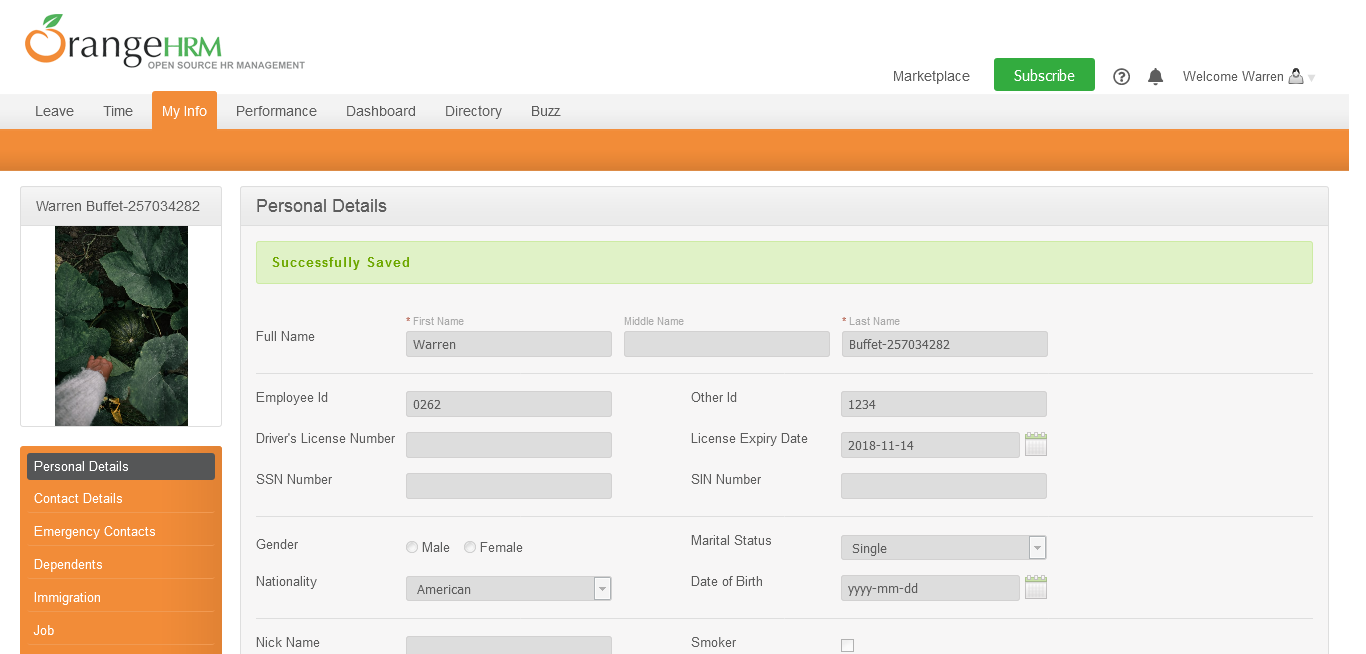 OrangeHRM
OPEN SOURCE HR MANAGEMENT
Marketplace Subscribe Welcome Warren
Leave Time My Info Performance Dashboard Directory Buzz
Warren Buffet-257034282
Personal Details
Successfully Saved
* First Name Middle Name * Last Name
Full Name Warren Buffet-257034282
Employee Id 0262 Other Id 1234
Driver's License Number License Expiry Date 2018-11-14
SSN Number SIN Number
Gender Male Female Marital Status Single
Nationality American Date of Birth yyyy-mm-dd
Nick Name Smoker
Personal Details
Contact Details
Emergency Contacts
Dependents
Immigration
Job